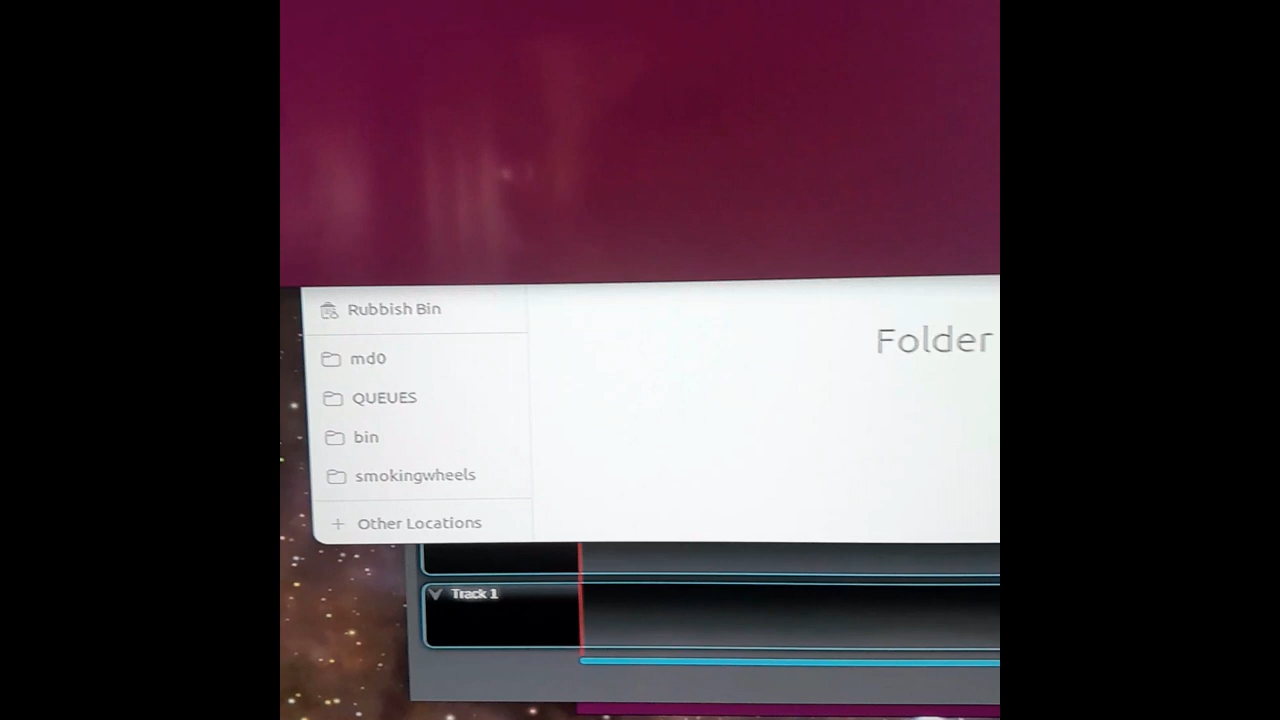 Rubbish Bin
Folder
md0
QUEUES
bin
smokingwheels
Other Locations
Track 1